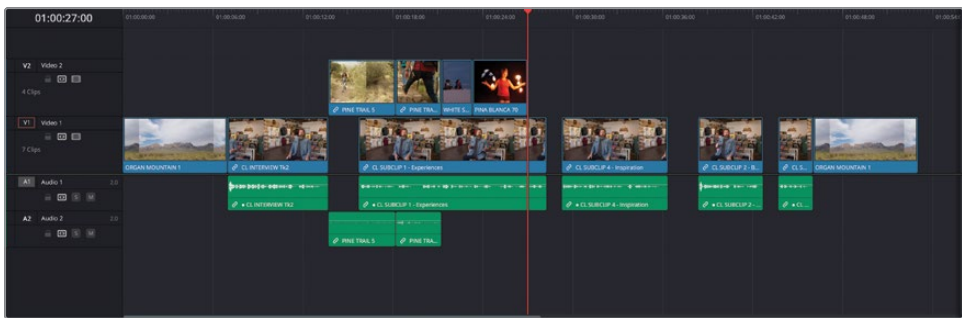 01:00:27:00
01:00:00:00 01:00:06:00 01:00:12:00 01:00:18:00 01:00:24:00 01:00:30:00 01:00:36:00 01:00:42:00 01:00:48:00 01:00:54:
V2 Video 2
4 Clips
PINE TRAIL 5 PINE TRA... WHITE S... PINA BLANCA 70
V1 Video 1
7 Clips
ORGAN MOUNTAIN 1 CL INTERVIEW Tk2 CL SUBCLIP 1 - Experiences CL SUBCLIP 4 - Inspiration CL SUBCLIP 2 - B... CL S... ORGAN MOUNTAIN 1
A1 Audio 1 2.0
S M
• CL INTERVIEW Tk2 • CL SUBCLIP 1 - Experiences • CL SUBCLIP 4 - Inspiration • CL SUBCLIP 2 - ... • CL ...
A2 Audio 2 2.0
S M
PINE TRAIL 5 PINE TRA...